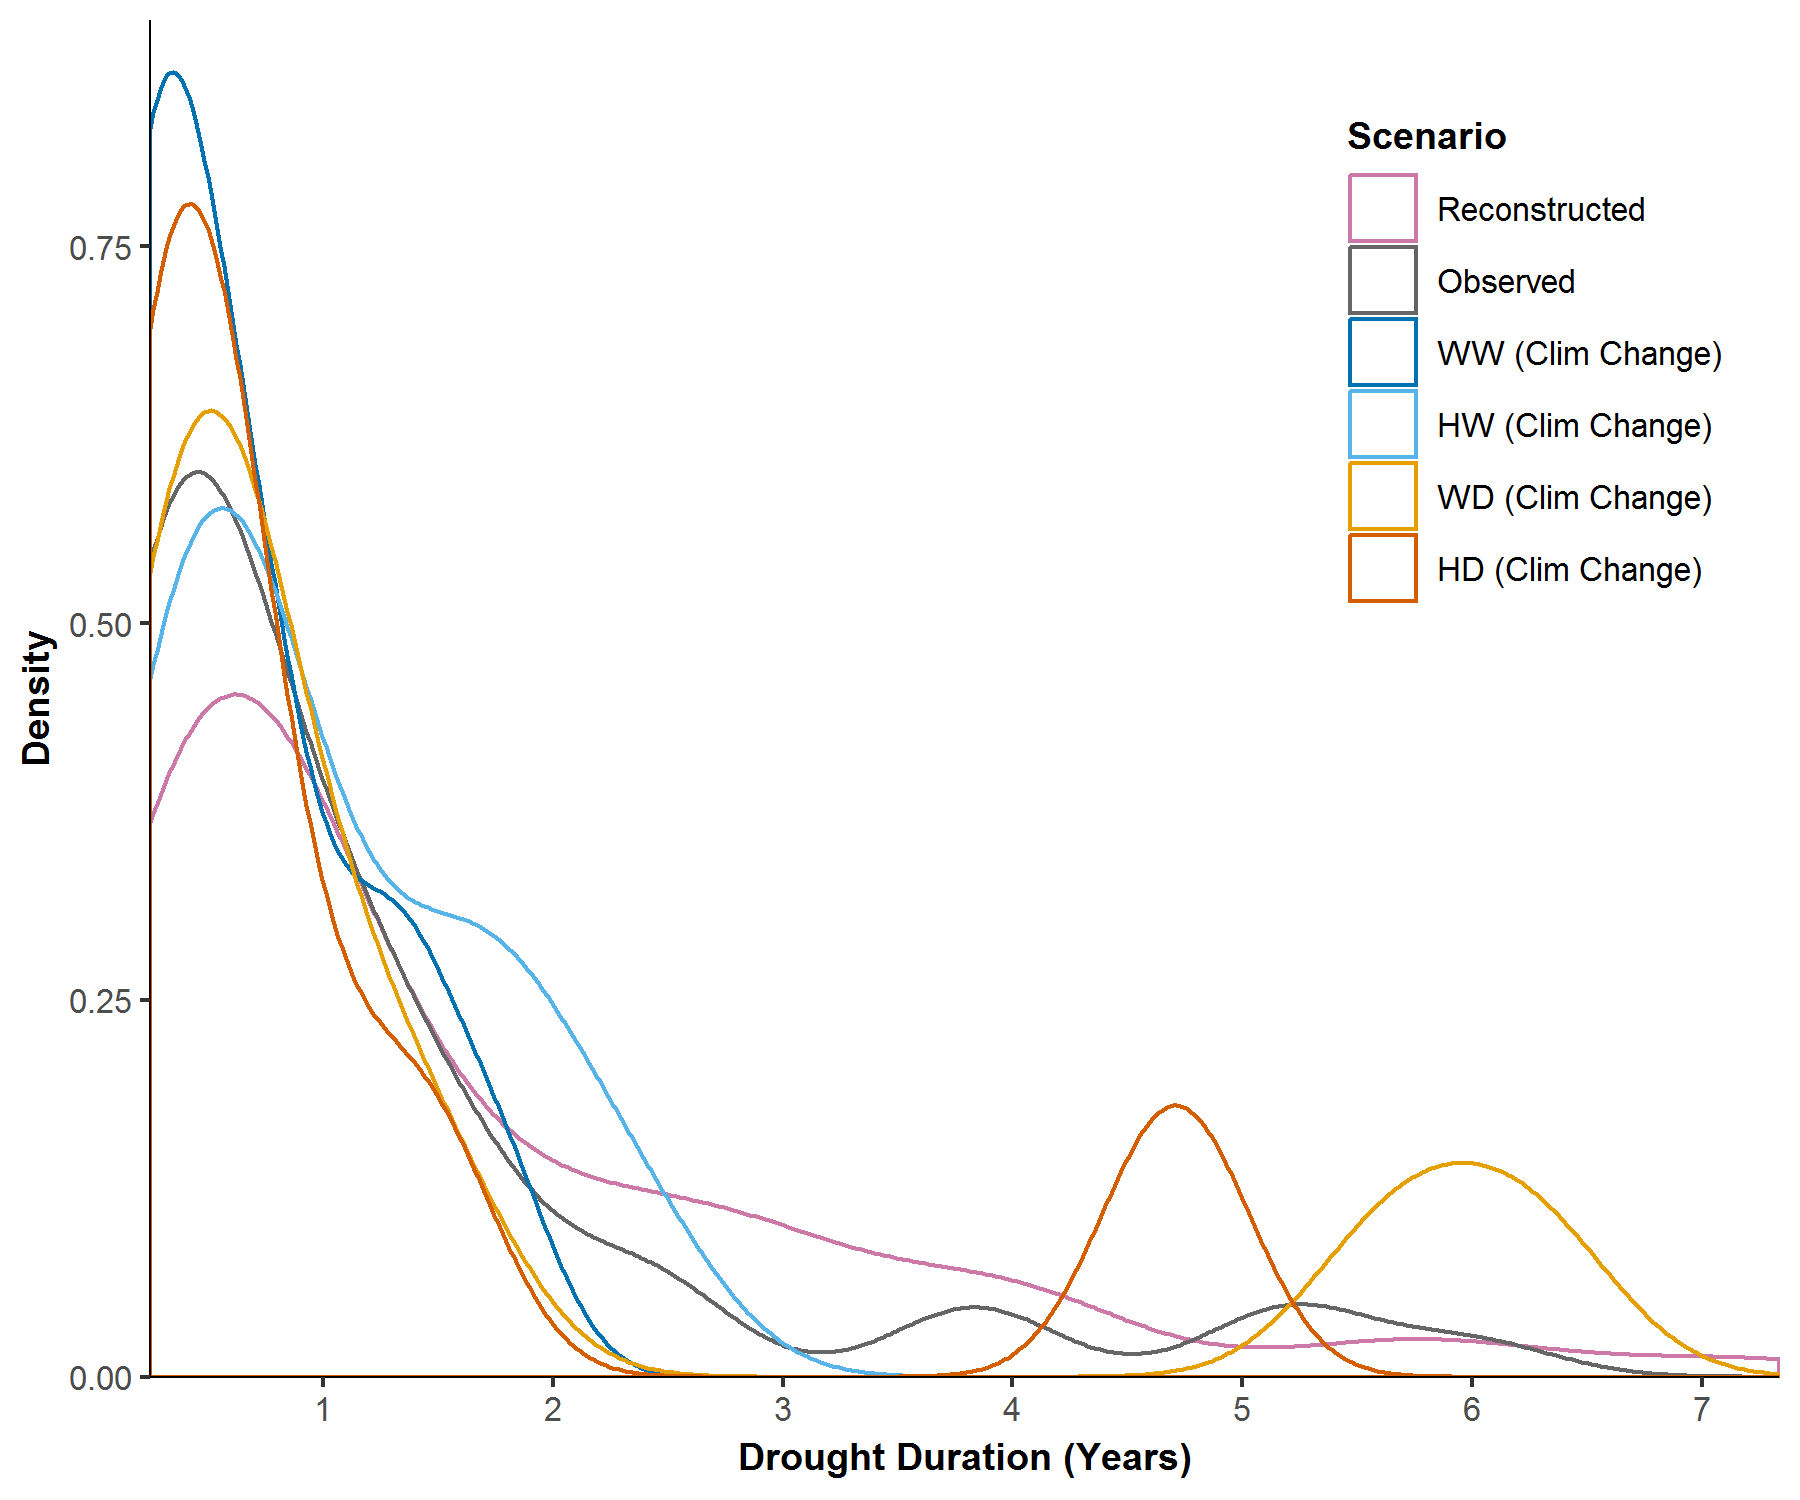 Scenario
Reconstructed
Observed
WW (Clim Change)
HW (Clim Change)
WD (Clim Change)
HD (Clim Change)
Density
0.75
0.50
0.25
0.00
1 2 3 4 5 6 7
Drought Duration (Years)